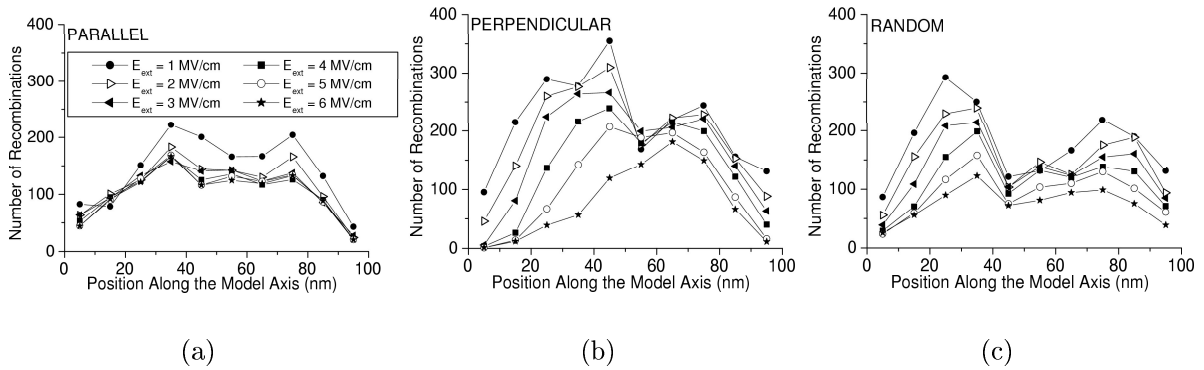 PARALLEL
Number of Recombinations
400
300
200
100
0
E_ext = 1 MV/cm
E_ext = 2 MV/cm
E_ext = 3 MV/cm
E_ext = 4 MV/cm
E_ext = 5 MV/cm
E_ext = 6 MV/cm
0 20 40 60 80 100
Position Along the Model Axis (nm)
(a)
PERPENDICULAR
Number of Recombinations
400
300
200
100
0
0 20 40 60 80 100
Position Along the Model Axis (nm)
(b)
RANDOM
Number of Recombinations
400
300
200
100
0
0 20 40 60 80 100
Position Along the Model Axis (nm)
(c)